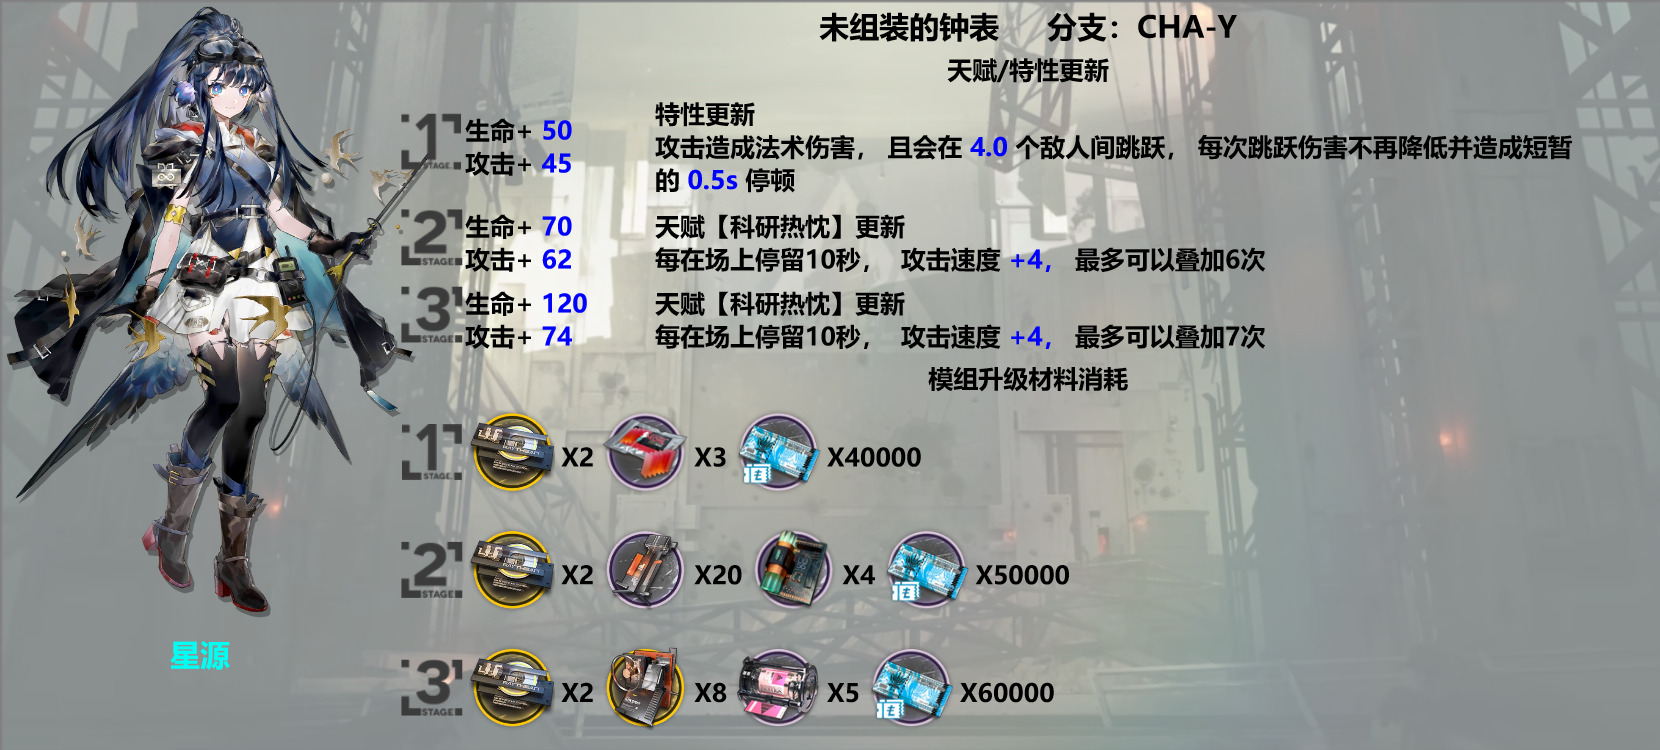 未组装的钟表 分支：CHA-Y
天赋/特性更新
1
STAGE.
生命+ 50
攻击+ 45
特性更新
攻击造成法术伤害， 且会在 4.0 个敌人间跳跃， 每次跳跃伤害不再降低并造成短暂
的 0.5s 停顿
2
STAGE.
生命+ 70
攻击+ 62
天赋【科研热忱】更新
每在场上停留10秒， 攻击速度 +4， 最多可以叠加6次
3
STAGE.
生命+ 120
攻击+ 74
天赋【科研热忱】更新
每在场上停留10秒， 攻击速度 +4， 最多可以叠加7次
模组升级材料消耗
1
STAGE.
X2 X3 X40000
2
STAGE.
X2 X20 X4 X50000
星源
3
STAGE.
X2 X8 X5 X60000